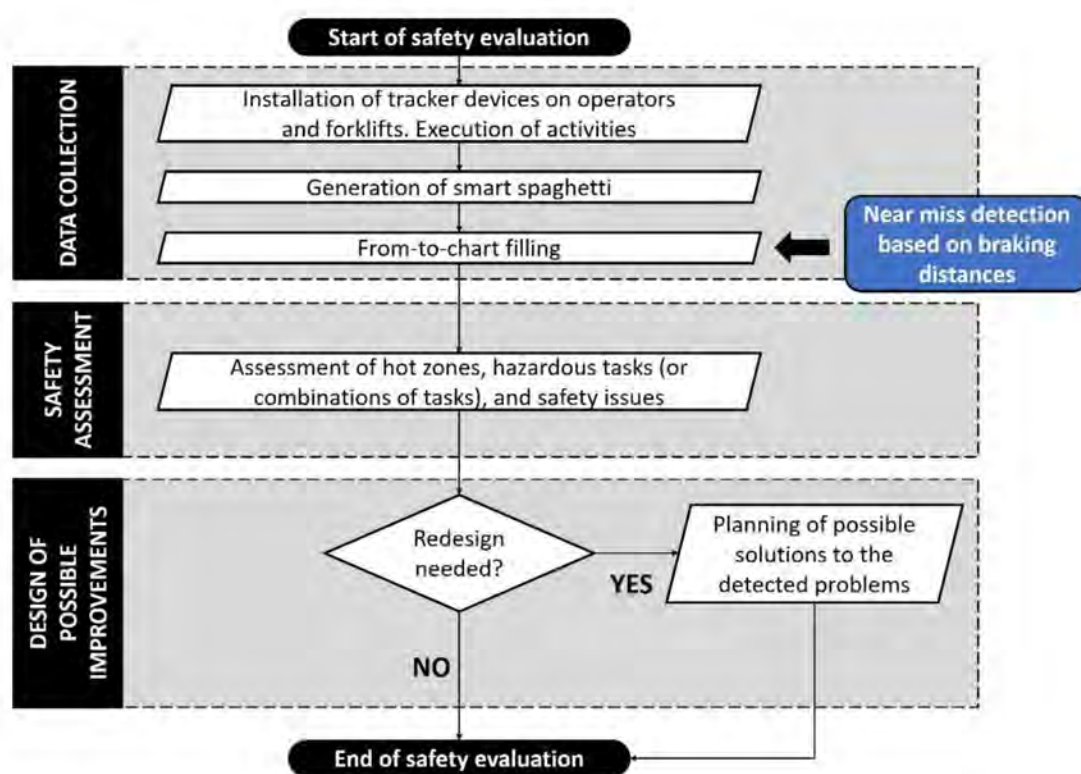 Start of safety evaluation
DATA COLLECTION
Installation of tracker devices on operators
and forklifts. Execution of activities
Generation of smart spaghetti
From-to-chart filling
Near miss detection
based on braking
distances
SAFETY
ASSESSMENT
Assessment of hot zones, hazardous tasks (or
combinations of tasks), and safety issues
DESIGN OF
POSSIBLE
IMPROVEMENTS
Redesign
needed?
YES
Planning of possible
solutions to the
detected problems
NO
End of safety evaluation